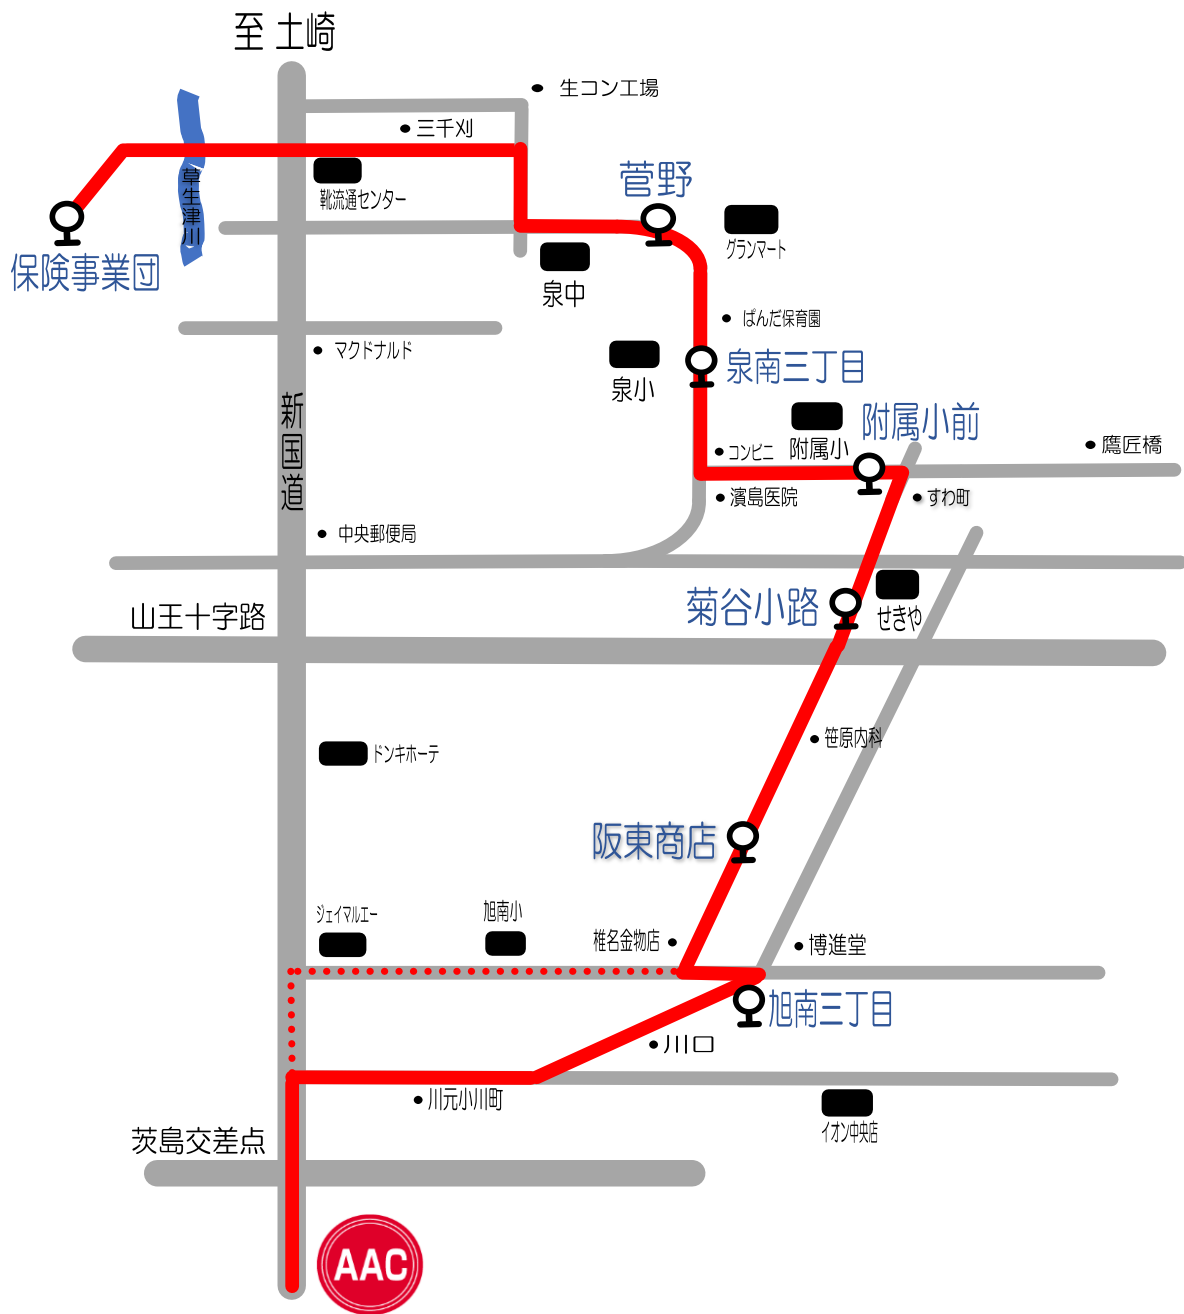 至 土崎
生コン工場
三千刈
草生津川
靴流通センター
菅野
グランマート
保険事業団
泉中
ぱんだ保育園
マクドナルド
泉小
泉南三丁目
新国道
附属小前
附属小
コンビニ
鷹匠橋
濱島医院
すわ町
中央郵便局
山王十字路
菊谷小路
せきや
笹原内科
ドンキホーテ
阪東商店
ジェイマルエー
旭南小
椎名金物店
博進堂
旭南三丁目
川口
川元小川町
イオン中央店
茨島交差点
AAC